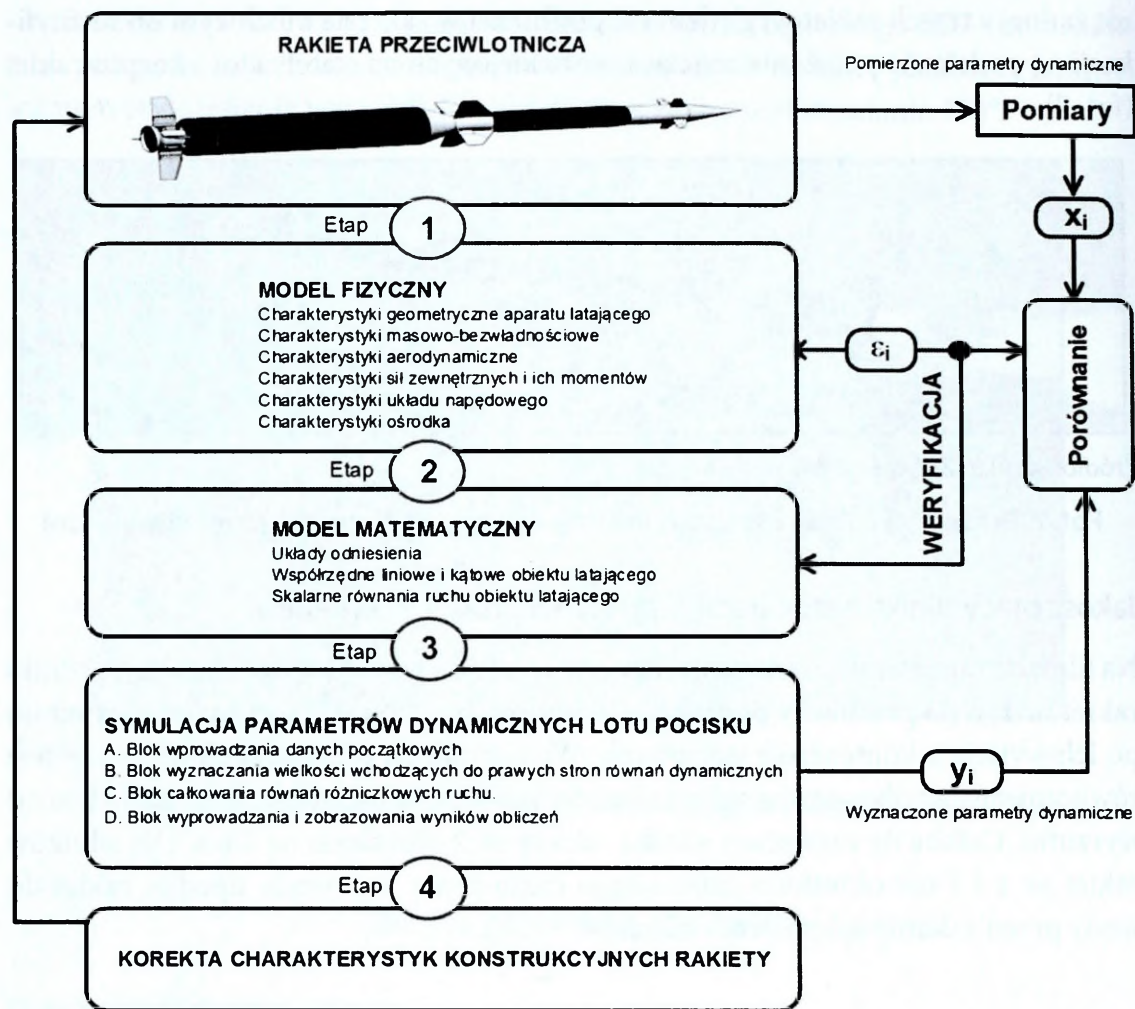 RAKIETA PRZECIWLOTNICZA
Pomierzone parametry dynamiczne
Pomiary
xi
Etap 1
MODEL FIZYCZNY
Charakterystyki geometryczne aparatu latającego
Charakterystyki masowo-bezwładnościowe
Charakterystyki aerodynamiczne
Charakterystyki sił zewnętrznych i ich momentów
Charakterystyki układu napędowego
Charakterystyki ośrodka
εi
WERYFIKACJA
Porównanie
Etap 2
MODEL MATEMATYCZNY
Układy odniesienia
Współrzędne liniowe i kątowe obiektu latającego
Skalarne równania ruchu obiektu latającego
Etap 3
SYMULACJA PARAMETRÓW DYNAMICZNYCH LOTU POCISKU
A. Blok wprowadzania danych początkowych
B. Blok wyznaczania wielkości wchodzących do prawych stron równań dynamicznych
C. Blok całkowania równań różniczkowych ruchu.
D. Blok wyprowadzania i zobrazowania wyników obliczeń
yi
Wyznaczone parametry dynamiczne
Etap 4
KOREKTA CHARAKTERYSTYK KONSTRUKCYJNYCH RAKIETY